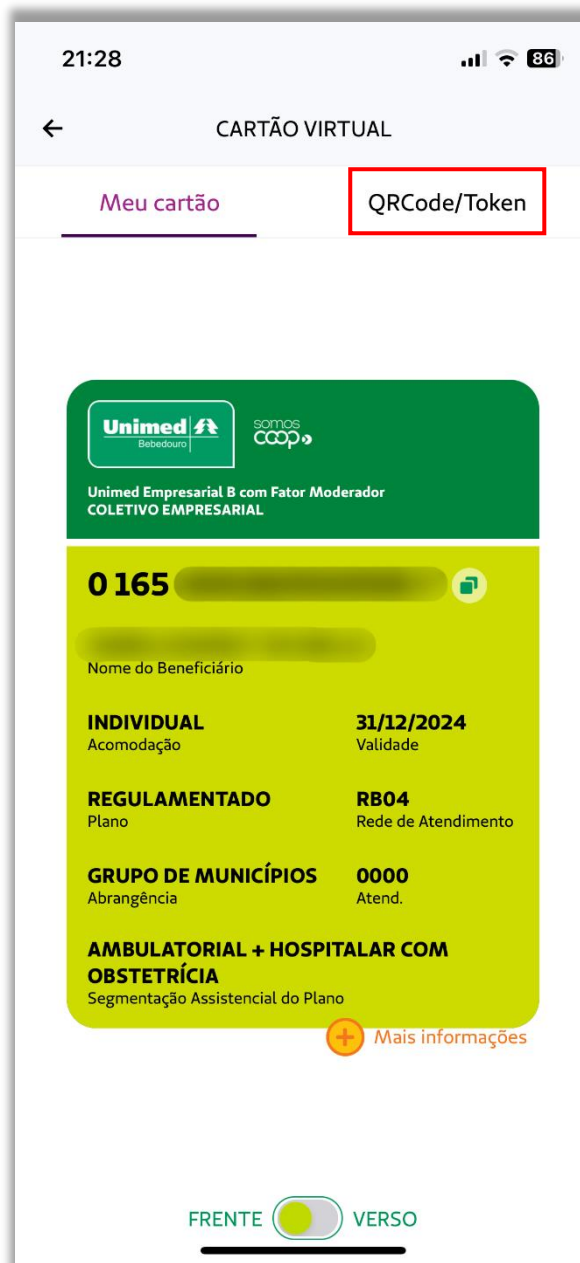 21:28
86
CARTÃO VIRTUAL
Meu cartão
QRCode/Token
Unimed
Bebedouro
somos
coop
Unimed Empresarial B com Fator Moderador
COLETIVO EMPRESARIAL
0 165
Nome do Beneficiário
INDIVIDUAL 31/12/2024
Acomodação Validade
REGULAMENTADO RB04
Plano Rede de Atendimento
GRUPO DE MUNICÍPIOS 0000
Abrangência Atend.
AMBULATORIAL + HOSPITALAR COM
OBSTETRÍCIA
Segmentação Assistencial do Plano
Mais informações
FRENTE VERSO